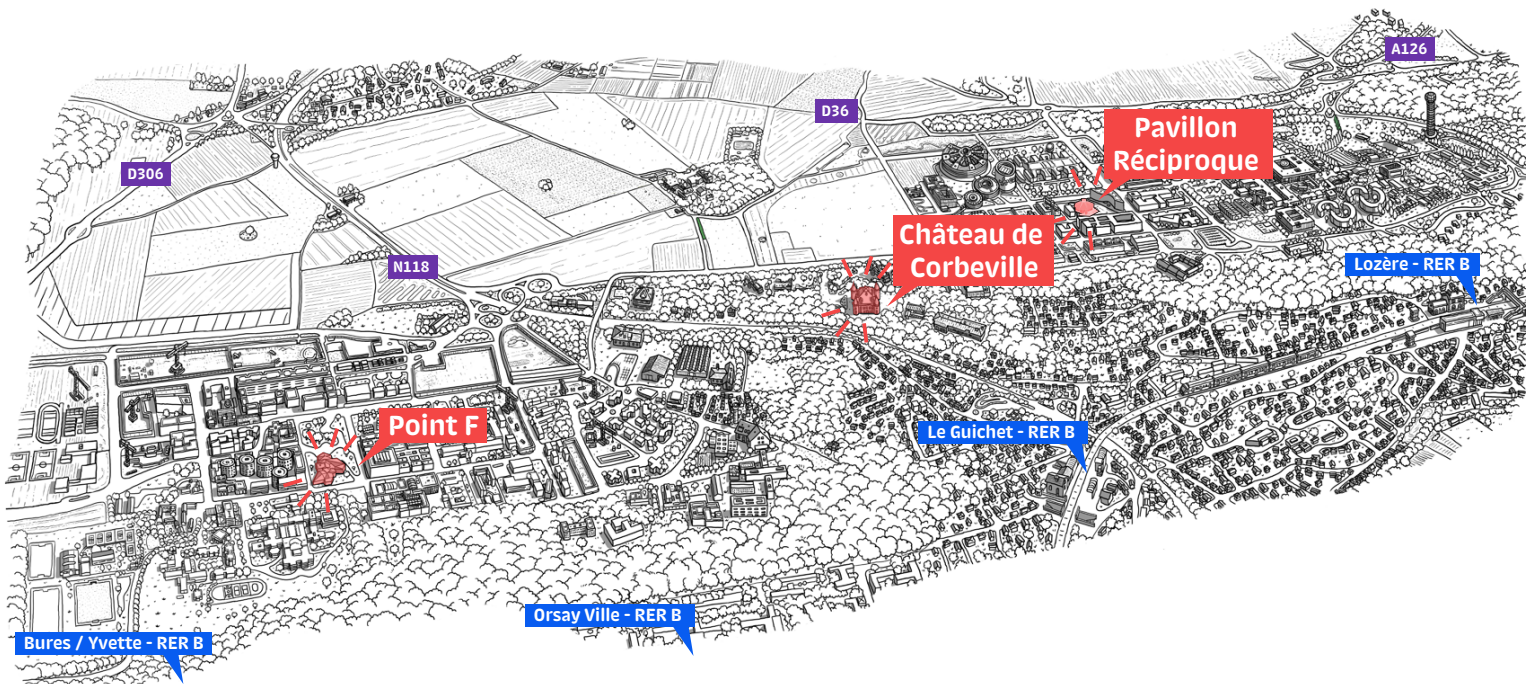 A126
D36
Pavillon
Réciproque
D306
Château de
Corbeville
N118
Lozère - RER B
Point F
Le Guichet - RER B
Orsay Ville - RER B
Bures / Yvette - RER B